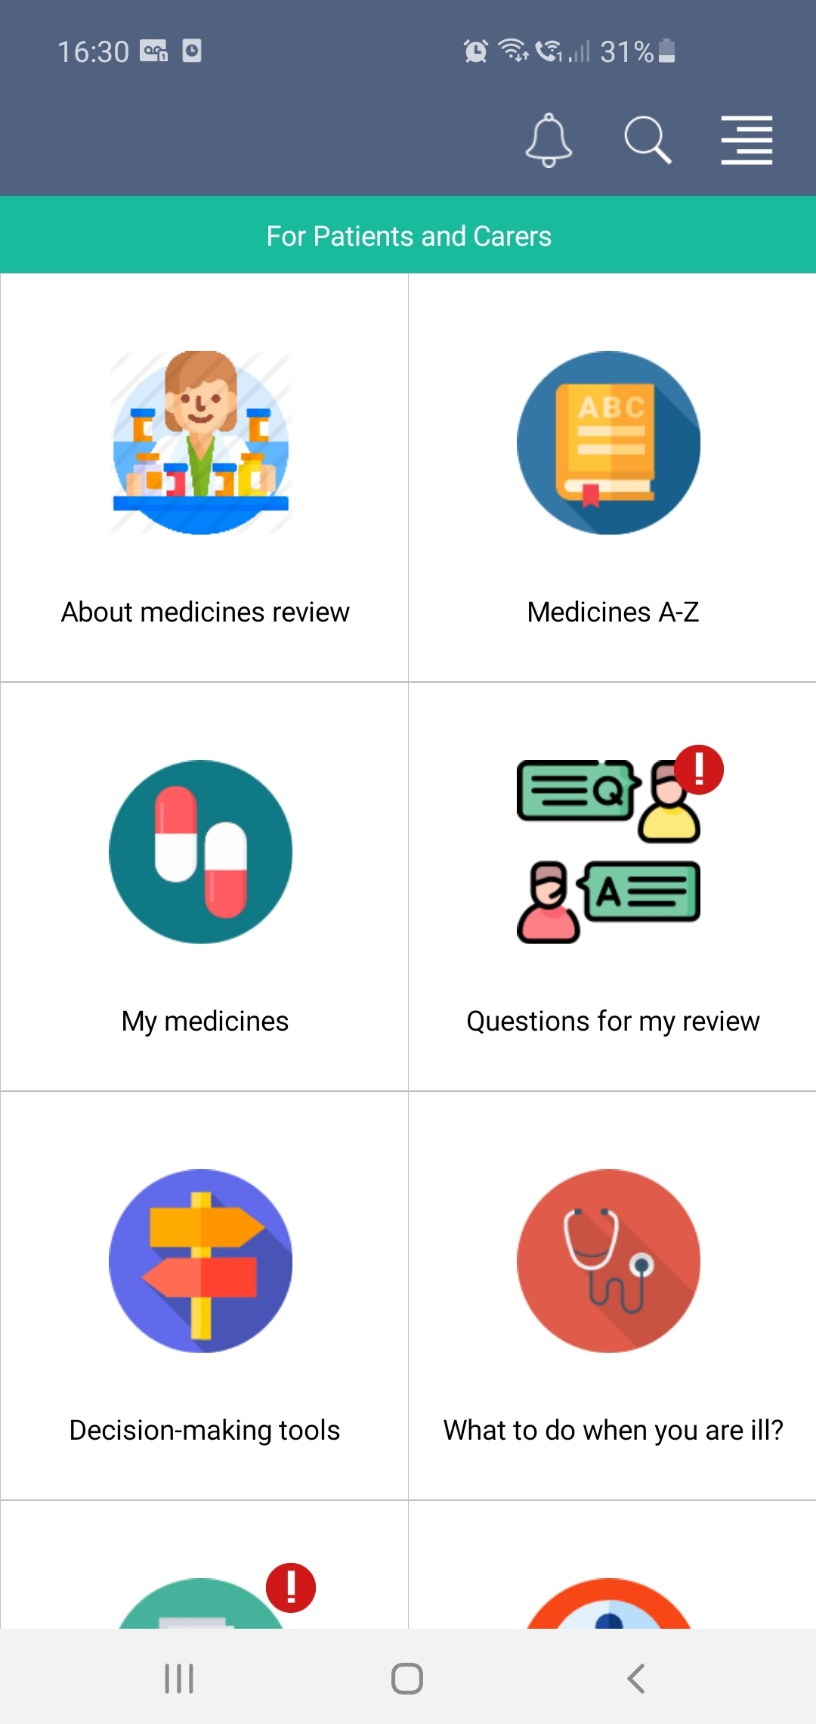 16:30 31%
For Patients and Carers
ABC
About medicines review
Medicines A-Z
Q
A
My medicines
Questions for my review
Decision-making tools
What to do when you are ill?